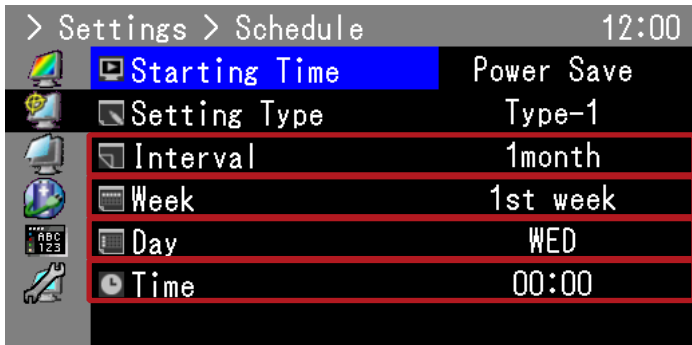 > Settings > Schedule 12:00
Starting Time Power Save
Setting Type Type-1
Interval 1month
Week 1st week
ABC
123
Day WED
Time 00:00